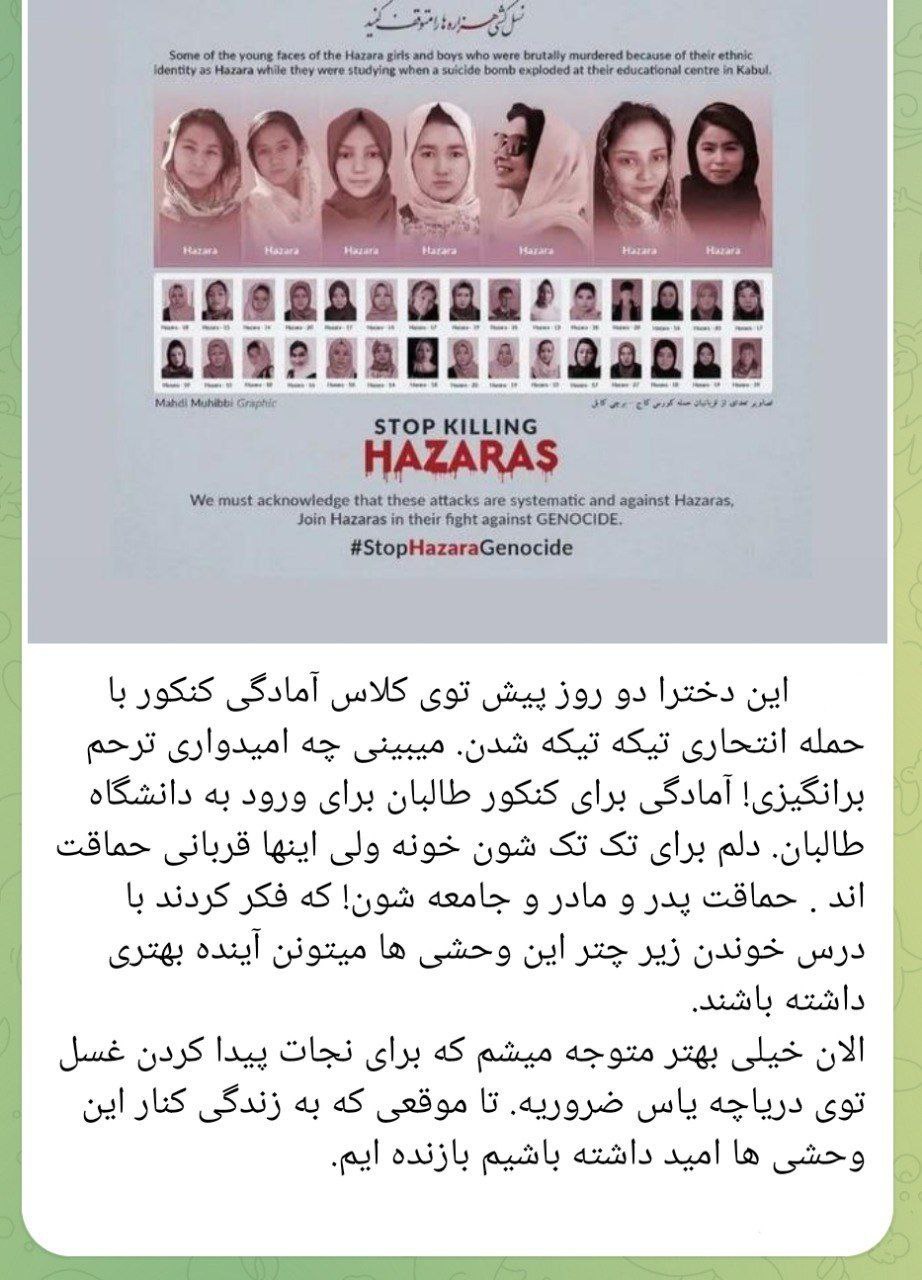 نسل‌کشی هزاره‌ها را متوقف کنید
Some of the young faces of the Hazara girls and boys who were brutally murdered because of their ethnic
identity as Hazara while they were studying when a suicide bomb exploded at their educational centre in Kabul.
Hazara Hazara Hazara Hazara Hazara Hazara Hazara
Mahdi Muhibbi Graphic
تصاویر تعدادی از قربانیان حمله کورس کاج - برچی کابل
STOP KILLING
HAZARAS
We must acknowledge that these attacks are systematic and against Hazaras,
Join Hazaras in their fight against GENOCIDE.
#StopHazaraGenocide
این دخترا دو روز پیش توی کلاس آمادگی کنکور با
حمله انتحاری تیکه تیکه شدن. میبینی چه امیدواری ترحم
برانگیزی! آمادگی برای کنکور طالبان برای ورود به دانشگاه
طالبان. دلم برای تک تک شون خونه ولی اینها قربانی حماقت
اند . حماقت پدر و مادر و جامعه شون! که فکر کردند با
درس خوندن زیر چتر این وحشی ها میتونن آینده بهتری
داشته باشند.
الان خیلی بهتر متوجه میشم که برای نجات پیدا کردن غسل
توی دریاچه یاس ضروریه. تا موقعی که به زندگی کنار این
وحشی ها امید داشته باشیم بازنده ایم.